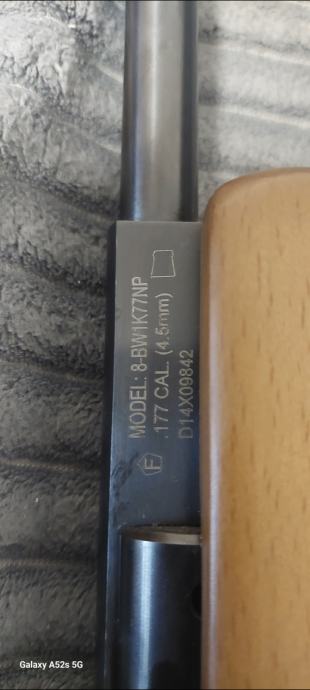 MODEL: 8-BW1K77NP
.177 CAL. (4.5mm)
D14X09842
F
Galaxy A52s 5G